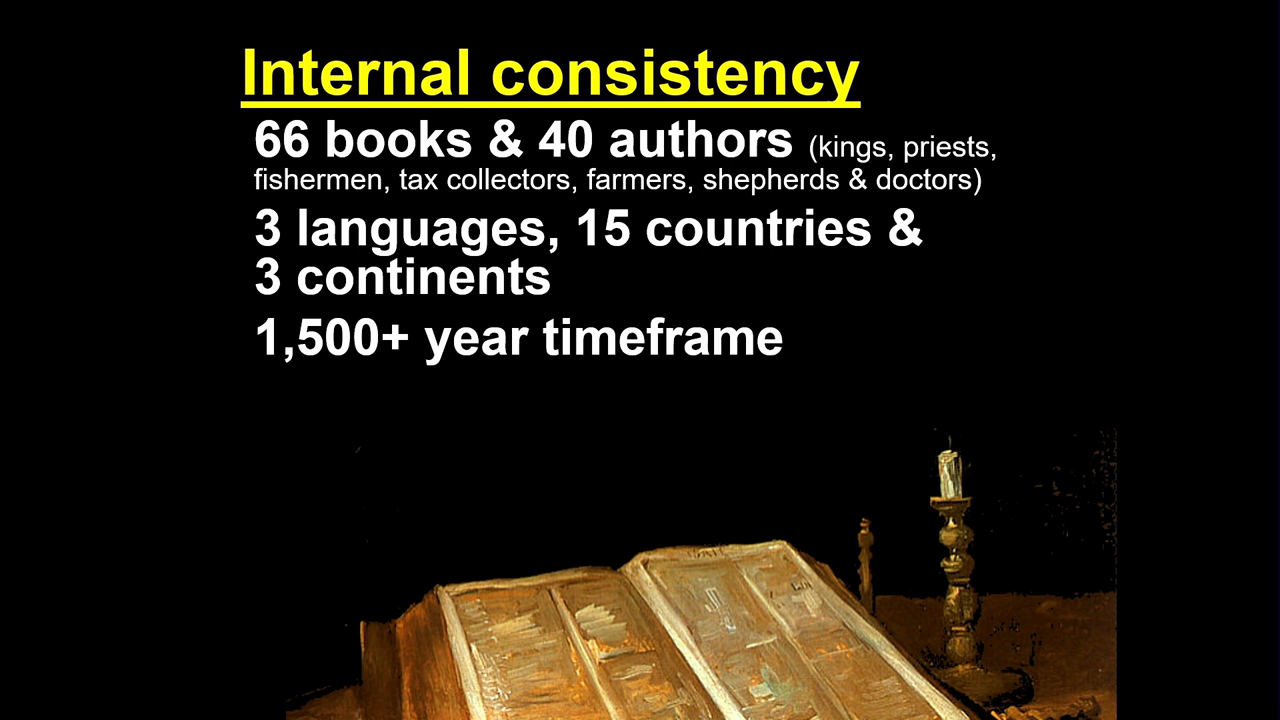 Internal consistency
66 books & 40 authors (kings, priests,
fishermen, tax collectors, farmers, shepherds & doctors)
3 languages, 15 countries &
3 continents
1,500+ year timeframe